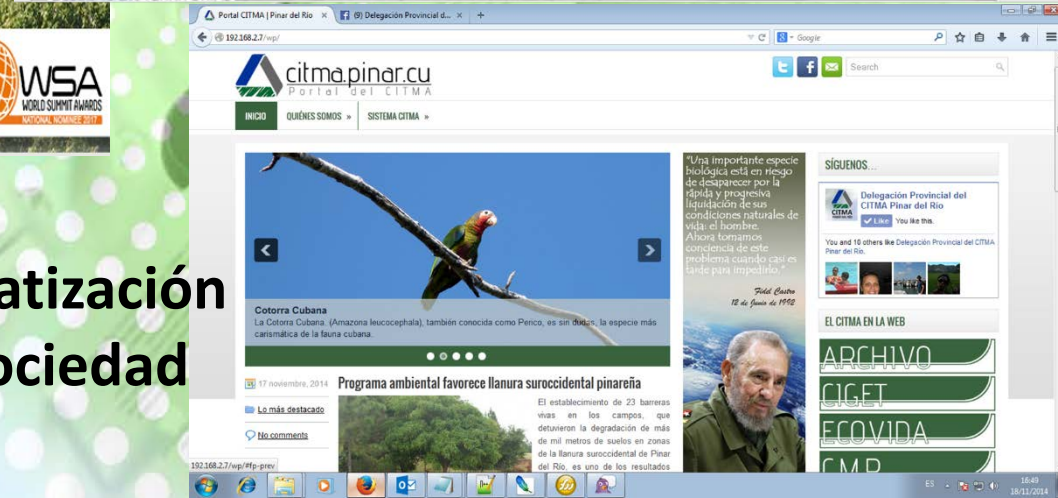 WSA
WORLD SUMMIT AWARDS
NATIONAL NOMINEE 2017
atización
ociedad
Portal CITMA | Pinar del Río
(9) Delegación Provincial d...
192.168.2.7/wp/
Google
citma.pinar.cu
Portal del CITMA
Search
INICIO
QUIÉNES SOMOS »
SISTEMA CITMA »
Cotorra Cubana
La Cotorra Cubana. (Amazona leucocephala), también conocida como Perico, es sin dudas, la especie más
carismática de la fauna cubana.
17 noviembre, 2014
Lo más destacado
No comments
Programa ambiental favorece llanura suroccidental pinareña
El establecimiento de 23 barreras
vivas en los campos, que
detuvieron la degradación de más
de mil metros de suelos en zonas
de la llanura suroccidental de Pinar
del Río, es uno de los resultados
"Una importante especie
biológica está en riesgo
de desaparecer por la
rápida y progresiva
liquidación de sus
condiciones naturales de
vida: el hombre.
Ahora tomamos
conciencia de este
problema cuando casi es
tarde para impedirlo."
Fidel Castro
12 de Junio de 1992
SÍGUENOS...
CITMA
Delegación Provincial del
CITMA Pinar del Río
Like You like this.
You and 16 others like Delegación Provincial del CITMA
Pinar del Río.
EL CITMA EN LA WEB
ARCHIVO
CIGET
ECOVIDA
CMP
192.168.2.7/wp/#fp-prev
ES
16:49
18/11/2014